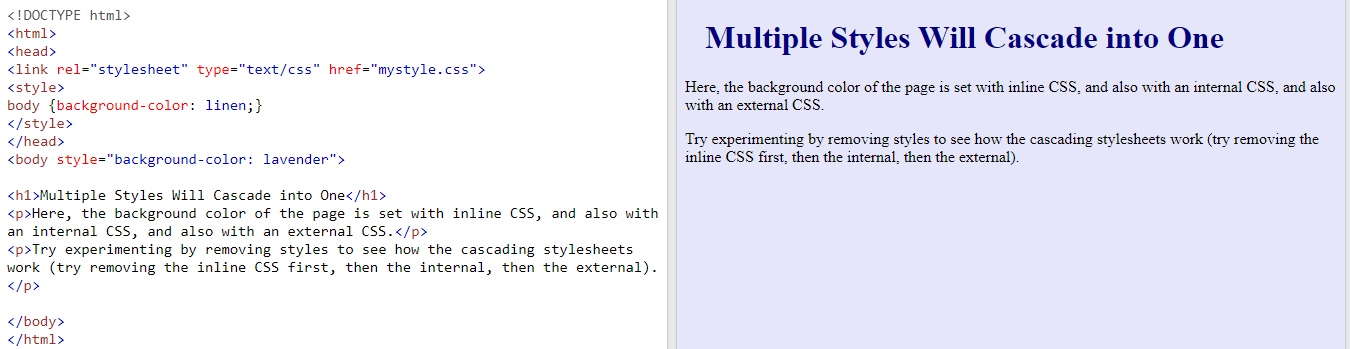 <!DOCTYPE html>
<html>
<head>
<link rel="stylesheet" type="text/css" href="mystyle.css">
<style>
body {background-color: linen;}
</style>
</head>
<body style="background-color: lavender">
<h1>Multiple Styles Will Cascade into One</h1>
<p>Here, the background color of the page is set with inline CSS, and also with
an internal CSS, and also with an external CSS.</p>
<p>Try experimenting by removing styles to see how the cascading stylesheets
work (try removing the inline CSS first, then the internal, then the external).
</p>
</body>
</html>
Multiple Styles Will Cascade into One
Here, the background color of the page is set with inline CSS, and also with an internal CSS, and also
with an external CSS.
Try experimenting by removing styles to see how the cascading stylesheets work (try removing the
inline CSS first, then the internal, then the external).